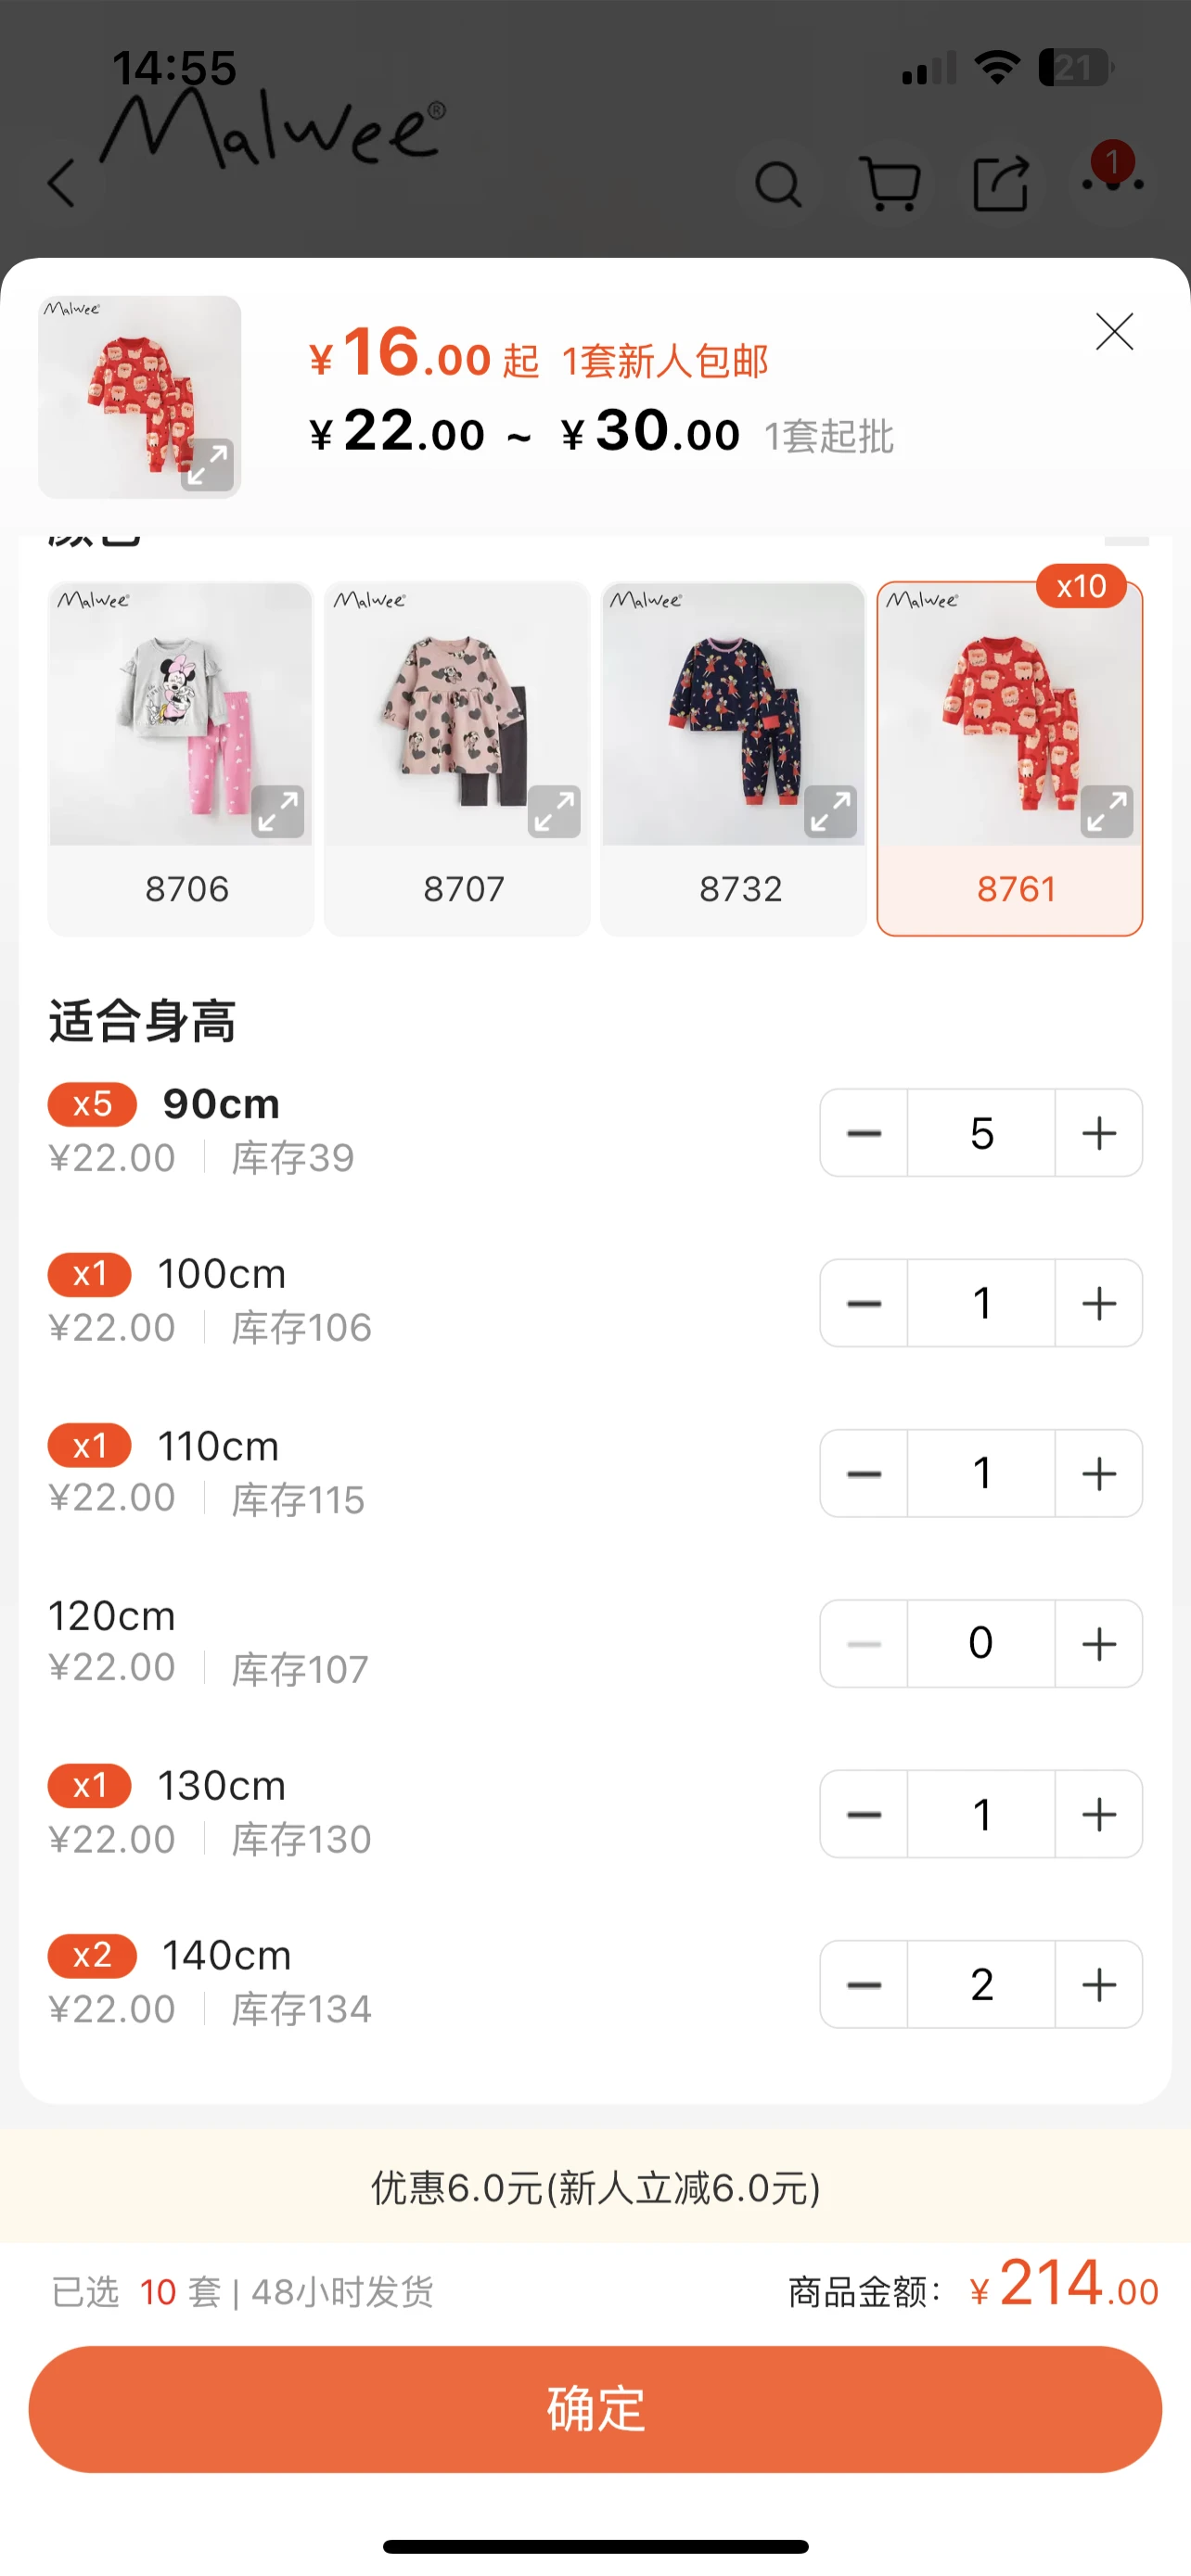 14:55
21
Malwee®
1
Malwee
¥16.00起 1套新人包邮
¥22.00 ~ ¥30.00 1套起批
颜色
x10
Malwee
Malwee
Malwee
Malwee
8706
8707
8732
8761
适合身高
x5 90cm
¥22.00 库存39
5
x1 100cm
¥22.00 库存106
1
x1 110cm
¥22.00 库存115
1
120cm
¥22.00 库存107
0
x1 130cm
¥22.00 库存130
1
x2 140cm
¥22.00 库存134
2
优惠6.0元(新人立减6.0元)
已选 10 套 | 48小时发货
商品金额: ¥214.00
确定